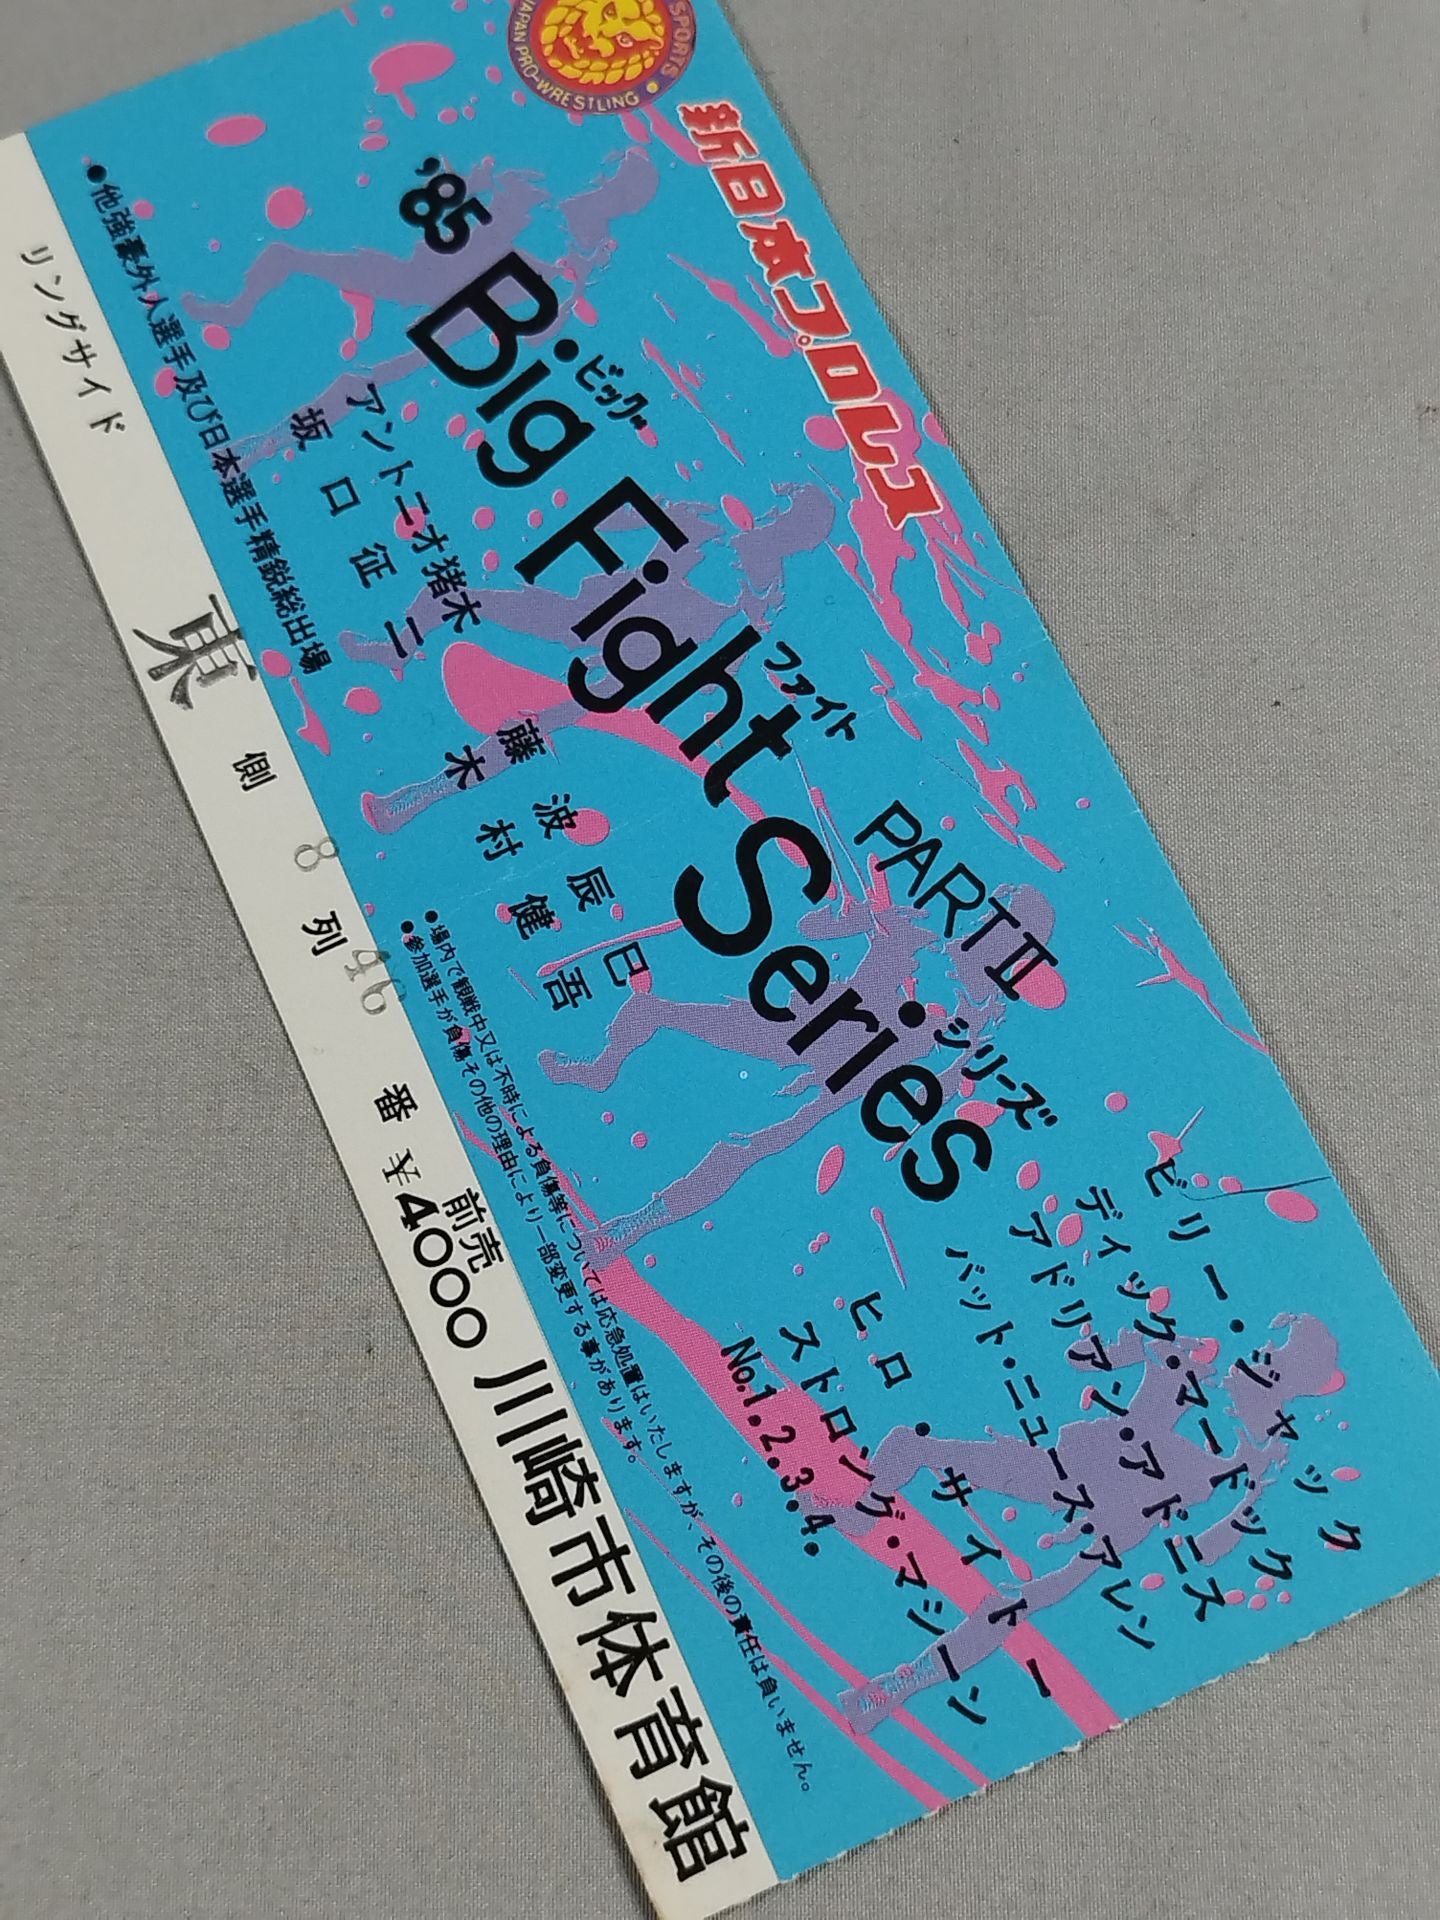 SPORTS
JAPAN PRO-WRESTLING
新日本プロレス
'85 Big Fight Series
ビッグ ファイト シリーズ
PART II
アントニオ猪木
坂口征二
藤波辰巳
木村健吾
ビリー・ジャック
ディック・マードック
アドリアン・アドニス
バット・ニュース・アレン
ヒロ・サイトー
ストロング・マシーン
No.1.2.3.4.
●他強豪外人選手及び日本選手精鋭総出場
●場内で観戦中又は不時による負傷等については応急処置はいたしますが、その後の責任は負いません。
●参加選手が負傷その他の理由により一部変更する事があります。
リングサイド 東側 8列 46番 前売 ¥4000 川崎市体育館